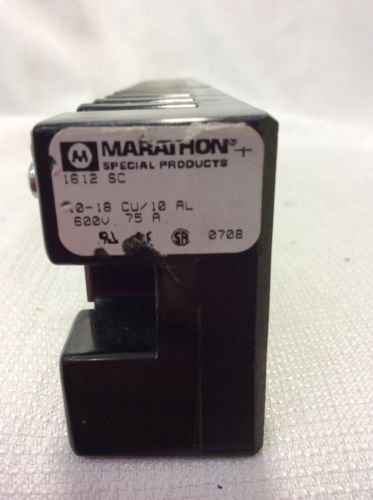 M MARATHON®
SPECIAL PRODUCTS
1612 SC
0-18 CU/10 AL
600V 75 A
0708